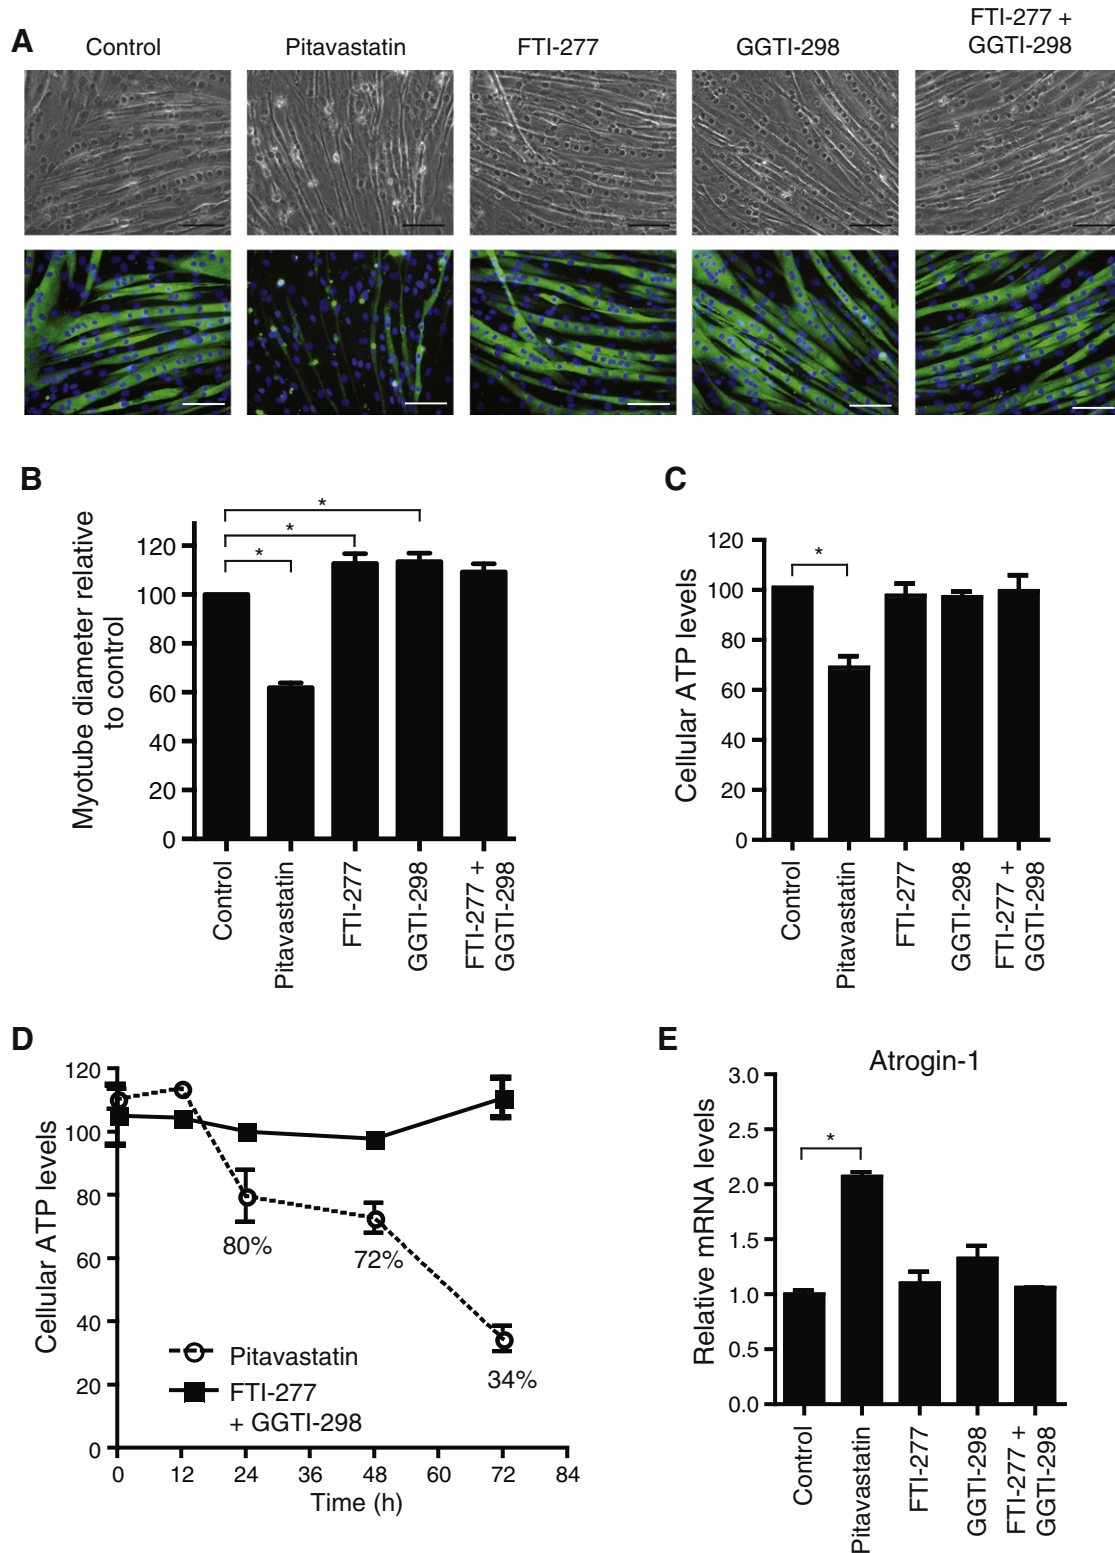 A
Control
Pitavastatin
FTI-277
GGTI-298
FTI-277 +
GGTI-298
B
Myotube diameter relative
to control
120
100
80
60
40
20
0
*
*
*
Control
Pitavastatin
FTI-277
GGTI-298
FTI-277 +
GGTI-298
C
Cellular ATP levels
120
100
80
60
40
20
0
*
Control
Pitavastatin
FTI-277
GGTI-298
FTI-277 +
GGTI-298
D
Cellular ATP levels
120
100
80
60
40
20
0
80%
72%
34%
Pitavastatin
FTI-277
+ GGTI-298
0 12 24 36 48 60 72 84
Time (h)
E
Atrogin-1
Relative mRNA levels
3.0
2.5
2.0
1.5
1.0
0.5
0.0
*
Control
Pitavastatin
FTI-277
GGTI-298
FTI-277 +
GGTI-298